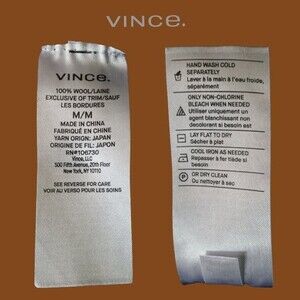 VINCE.
VINCE.
100% WOOL/LAINE
EXCLUSIVE OF TRIM/SAUF
LES BORDURES
M/M
MADE IN CHINA
FABRIQUÉ EN CHINE
YARN ORIGIN: JAPAN
ORIGINE DE FIL: JAPON
RN#106730
Vince, LLC
500 Fifth Avenue, 20th Floor
New York, NY 10110
SEE REVERSE FOR CARE
VOIR AU VERSO POUR LES SOINS
HAND WASH COLD
SEPARATELY
Laver à la main à l'eau froide,
séparément
ONLY NON-CHLORINE
BLEACH WHEN NEEDED
Utiliser uniquement un
agent blanchissant non
décolorant si besoin est
LAY FLAT TO DRY
Sécher à plat
COOL IRON AS NEEDED
Repasser à fer tiède si
besoin
OR DRY CLEAN
Ou nettoyer à sec